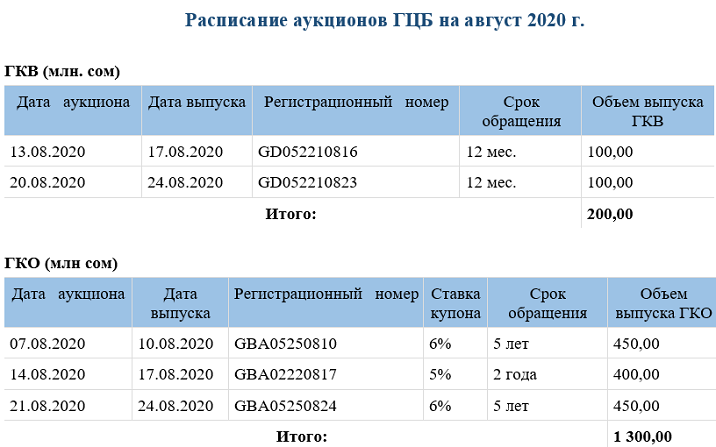 Расписание аукционов ГЦБ на август 2020 г.
ГКВ (млн. сом)
Дата аукциона Дата выпуска Регистрационный номер Срок обращения Объем выпуска ГКВ
13.08.2020 17.08.2020 GD052210816 12 мес. 100,00
20.08.2020 24.08.2020 GD052210823 12 мес. 100,00
Итого: 200,00
ГКО (млн сом)
Дата аукциона Дата выпуска Регистрационный номер Ставка купона Срок обращения Объем выпуска ГКО
07.08.2020 10.08.2020 GBA05250810 6% 5 лет 450,00
14.08.2020 17.08.2020 GBA02220817 5% 2 года 400,00
21.08.2020 24.08.2020 GBA05250824 6% 5 лет 450,00
Итого: 1 300,00